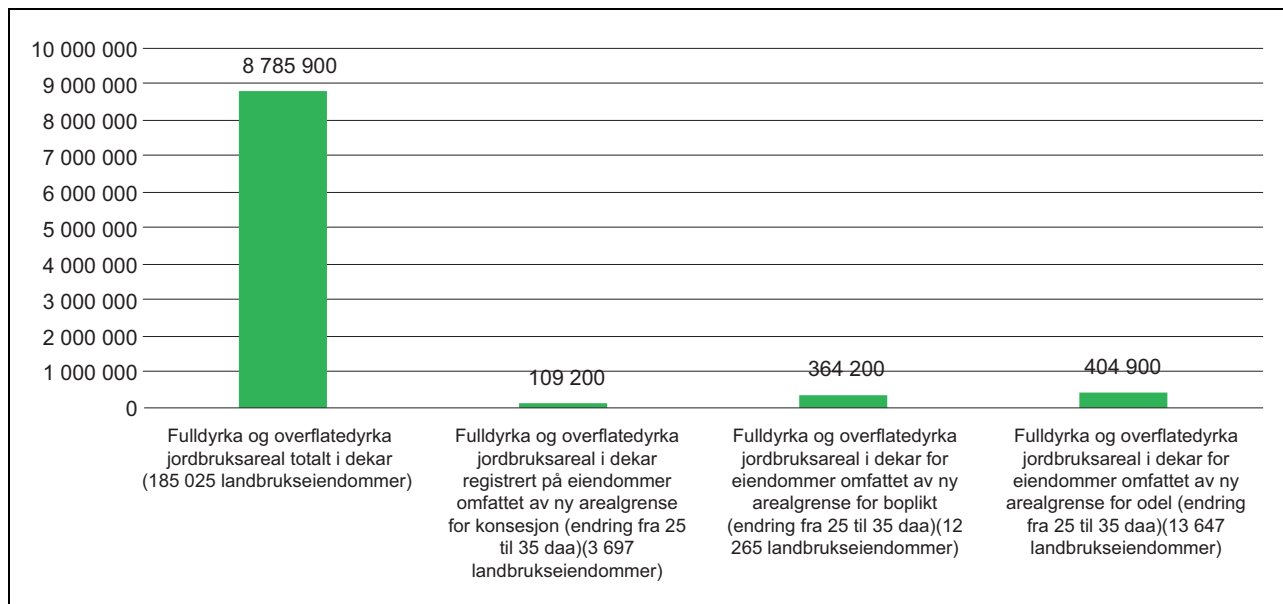 10 000 000
9 000 000
8 000 000
7 000 000
6 000 000
5 000 000
4 000 000
3 000 000
2 000 000
1 000 000
0
8 785 900
109 200
364 200
404 900
Fulldyrka og overflatedyrka
jordbruksareal totalt i dekar
(185 025 landbrukseiendommer)
Fulldyrka og overflatedyrka
jordbruksareal i dekar
registrert på eiendommer
omfattet av ny arealgrense
for konsesjon (endring fra 25
til 35 daa)(3 697
landbrukseiendommer)
Fulldyrka og overflatedyrka
jordbruksareal i dekar for
eiendommer omfattet av ny
arealgrense for boplikt
(endring fra 25 til 35 daa)(12
265 landbrukseiendommer)
Fulldyrka og overflatedyrka
jordbruksareal i dekar for
eiendommer omfattet av ny
arealgrense for odel (endring
fra 25 til 35 daa)(13 647
landbrukseiendommer)